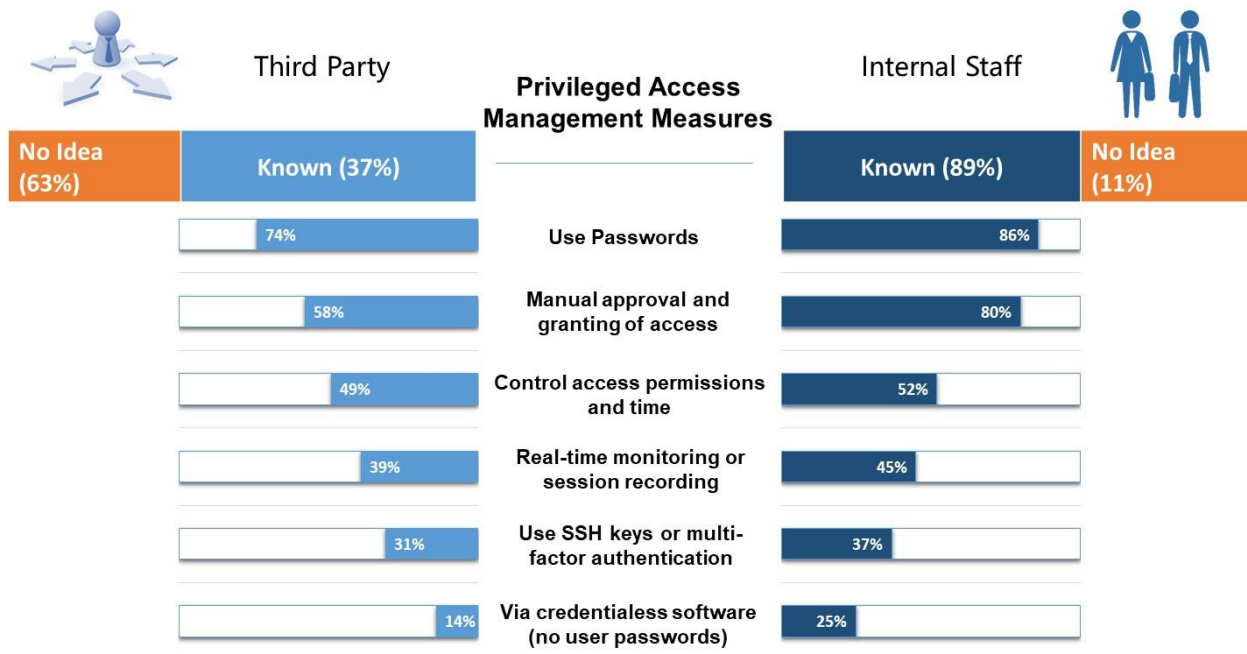 Third Party
Privileged Access
Management Measures
Internal Staff
No Idea
(63%)
Known (37%)
Known (89%)
No Idea
(11%)
74%
Use Passwords
86%
58%
Manual approval and
granting of access
80%
49%
Control access permissions
and time
52%
39%
Real-time monitoring or
session recording
45%
31%
Use SSH keys or multi-
factor authentication
37%
14%
Via credentialess software
(no user passwords)
25%